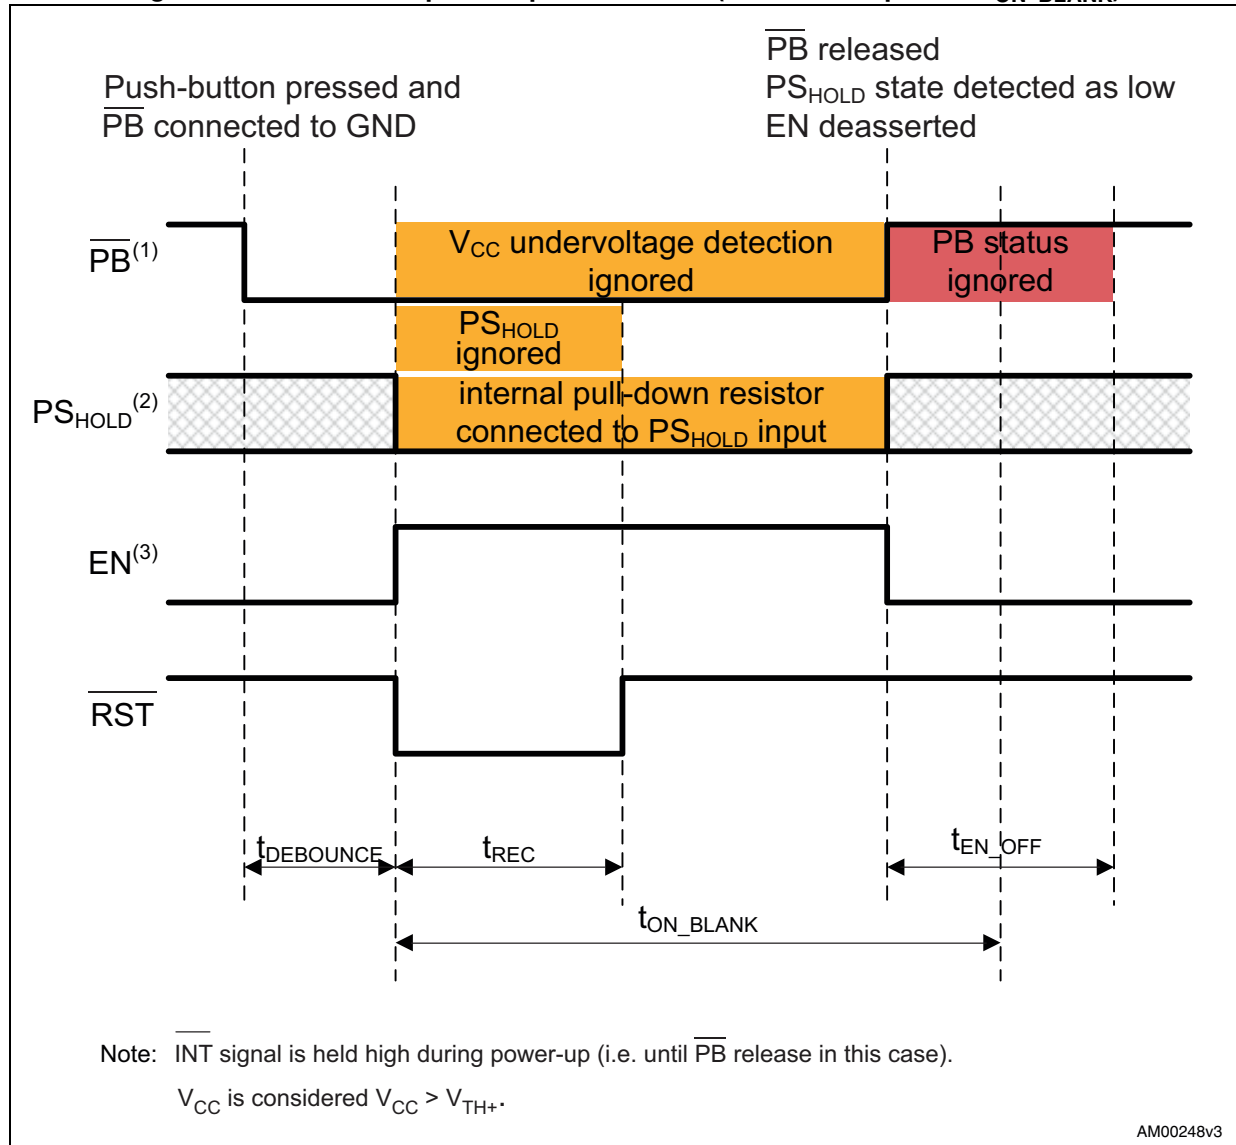 Push-button pressed and
PB connected to GND
PB released
PSHOLD state detected as low
EN deasserted
PB(1)
VCC undervoltage detection
ignored
PB status
ignored
PSHOLD
ignored
PSHOLD(2)
internal pull-down resistor
connected to PSHOLD input
EN(3)
RST
tDEBOUNCE
tREC
tEN_OFF
tON_BLANK
Note: INT signal is held high during power-up (i.e. until PB release in this case).
VCC is considered VCC > VTH+.
AM00248v3